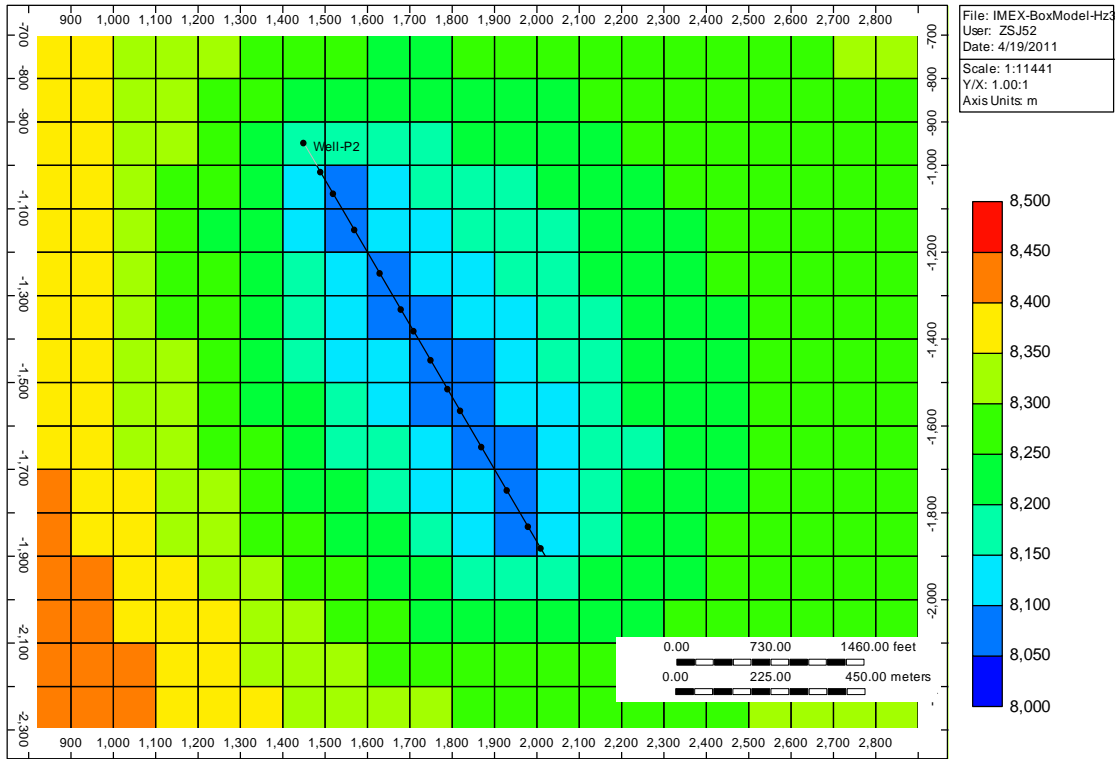 900 1,000 1,100 1,200 1,300 1,400 1,500 1,600 1,700 1,800 1,900 2,000 2,100 2,200 2,300 2,400 2,500 2,600 2,700 2,800
File: IMEX-BoxModel-Hz3
User: ZSJ52
Date: 4/19/2011
Scale: 1:11441
Y/X: 1.00:1
Axis Units: m
-700 -700
-800 -800
-900 -900
Well-P2
-1,000
-1,100
-1,200
-1,300
-1,400
-1,500
-1,600
-1,700
-1,800
-1,900
-2,000
-2,100
-2,300
8,500
8,450
8,400
8,350
8,300
8,250
8,200
8,150
8,100
8,050
8,000
0.00 730.00 1460.00 feet
0.00 225.00 450.00 meters
900 1,000 1,100 1,200 1,300 1,400 1,500 1,600 1,700 1,800 1,900 2,000 2,100 2,200 2,300 2,400 2,500 2,600 2,700 2,800